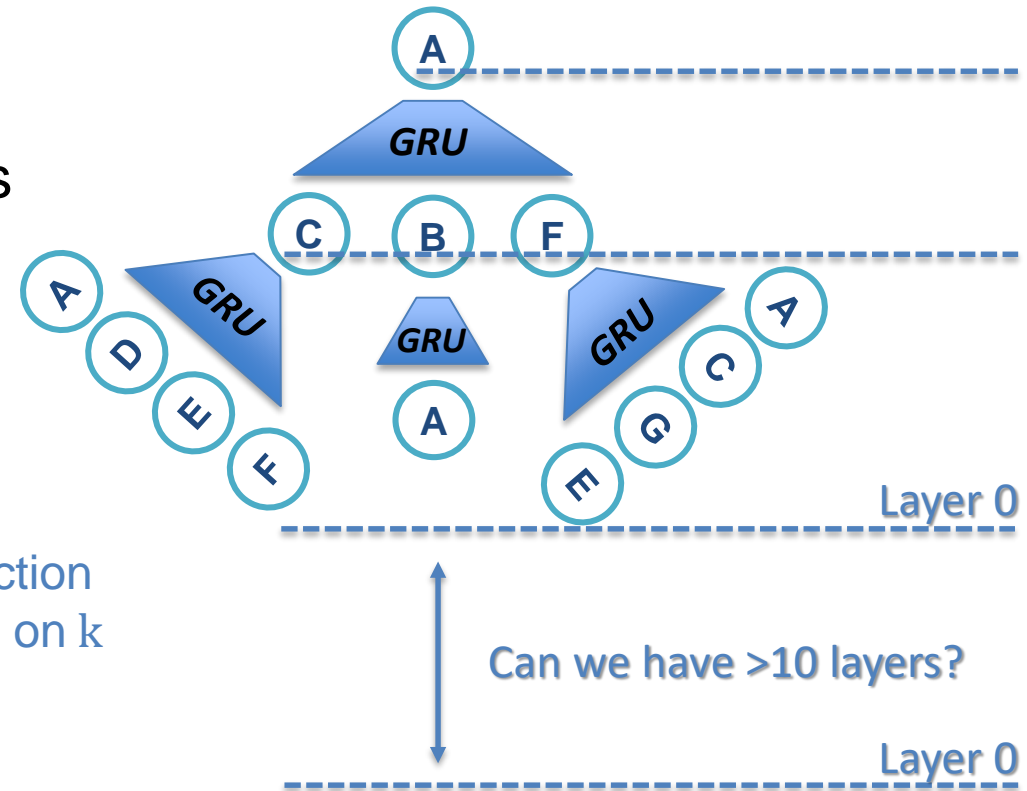 A
GRU
s
C B F
GRU GRU GRU
A D E F
A
A C G E
Layer 0
ction
on k
Can we have >10 layers?
Layer 0